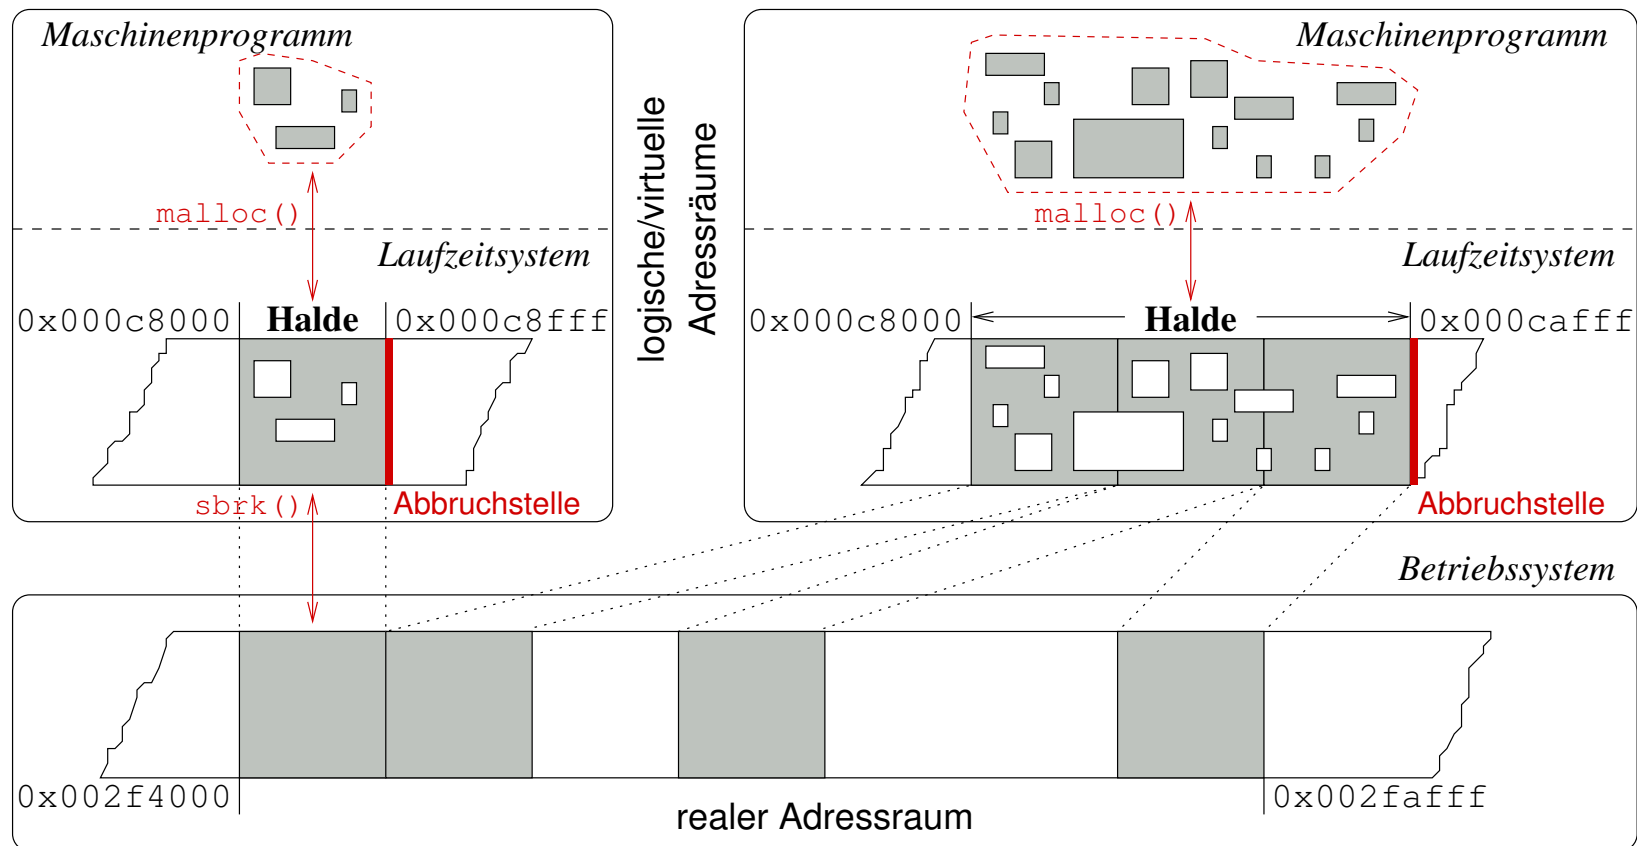 Maschinenprogramm
malloc()
Laufzeitsystem
0x000c8000 Halde 0x000c8fff
sbrk() Abbruchstelle
logische/virtuelle
Adressräume
Maschinenprogramm
malloc()
Laufzeitsystem
0x000c8000 Halde 0x000cafff
Abbruchstelle
Betriebssystem
0x002f4000 0x002fafff
realer Adressraum